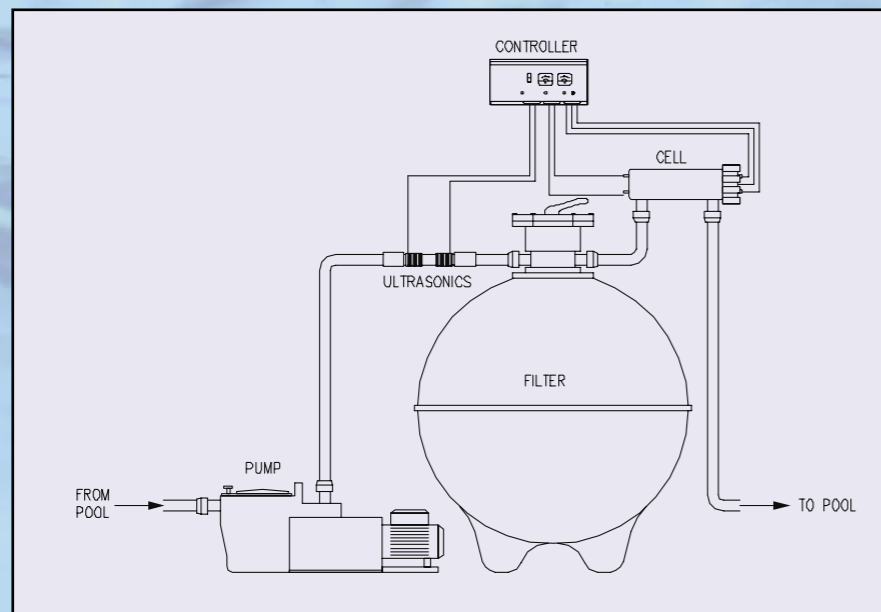 CONTROLLER
CELL
ULTRASONICS
FILTER
PUMP
FROM
POOL
TO POOL